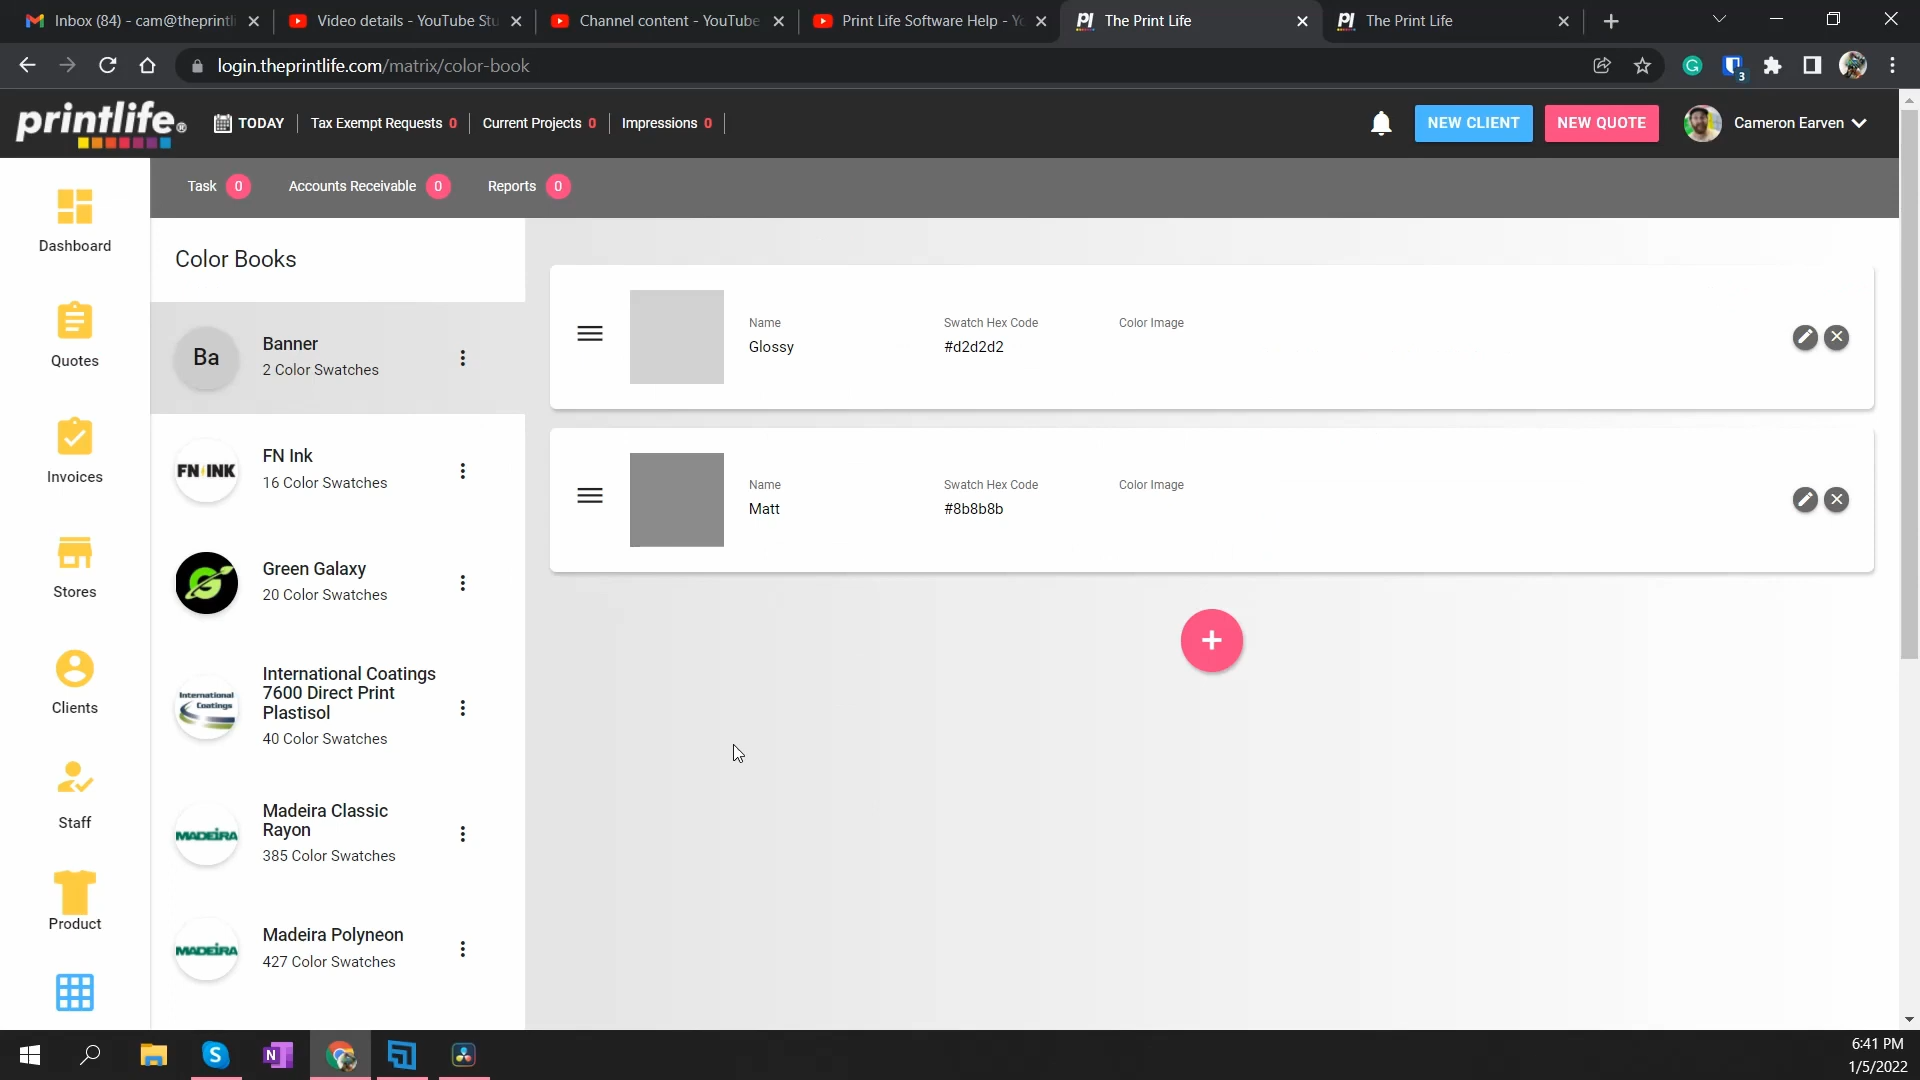 Inbox (84) - cam@theprintli
Video details - YouTube Stu
Channel content - YouTube
Print Life Software Help - Yo
The Print Life
The Print Life
login.theprintlife.com/matrix/color-book
3
printlife®
TODAY
Tax Exempt Requests 0
Current Projects 0
Impressions 0
NEW CLIENT
NEW QUOTE
Cameron Earven
Task 0
Accounts Receivable 0
Reports 0
Dashboard
Quotes
Invoices
Stores
Clients
Staff
Product
Color Books
Ba
Banner
2 Color Swatches
FN INK
FN Ink
16 Color Swatches
Green Galaxy
20 Color Swatches
International Coatings
International Coatings
7600 Direct Print
Plastisol
40 Color Swatches
MADEIRA
Madeira Classic
Rayon
385 Color Swatches
MADEIRA
Madeira Polyneon
427 Color Swatches
Name
Glossy
Swatch Hex Code
#d2d2d2
Color Image
Name
Matt
Swatch Hex Code
#8b8b8b
Color Image
6:41 PM
1/5/2022